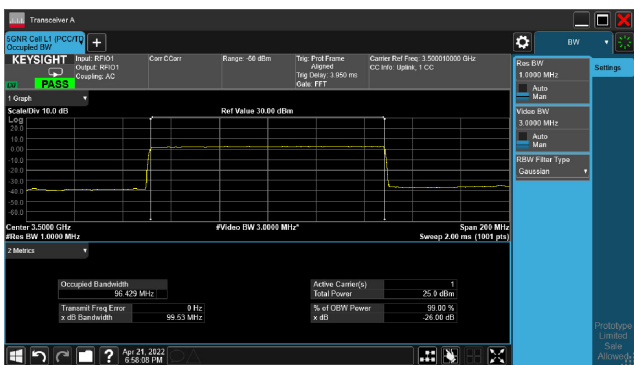 Transceiver A
5GNR Cell L1 (PCC/TD
Occupied BW
KEYSIGHT
Input: RFIO1
Output: RFIO1
Coupling: AC
Corr CCorr
Range: -60 dBm
Trig: Prot Frame
Aligned
Trig Delay: 3.950 ms
Gate: FFT
Carrier Ref Freq: 3.500010000 GHz
CC Info: Uplink, 1 CC
PASS
BW
Res BW
1.0000 MHz
Auto
Man
Video BW
3.0000 MHz
Auto
Man
RBW Filter Type
Gaussian
Settings
1 Graph
Scale/Div 10.0 dB
Ref Value 30.00 dBm
Log
20.0
10.0
0.00
-10.0
-20.0
-30.0
-40.0
-50.0
-60.0
Center 3.5000 GHz
#Video BW 3.0000 MHz*
Span 200 MHz
#Res BW 1.0000 MHz
Sweep 2.00 ms (1001 pts)
2 Metrics
Occupied Bandwidth
96.429 MHz
Active Carrier(s) 1
Total Power 25.0 dBm
Transmit Freq Error 0 Hz
% of OBW Power 99.00 %
x dB Bandwidth 99.53 MHz
x dB -26.00 dB
Prototype
Limited
Sale
Allowed
Apr 21, 2022
6:58:08 PM